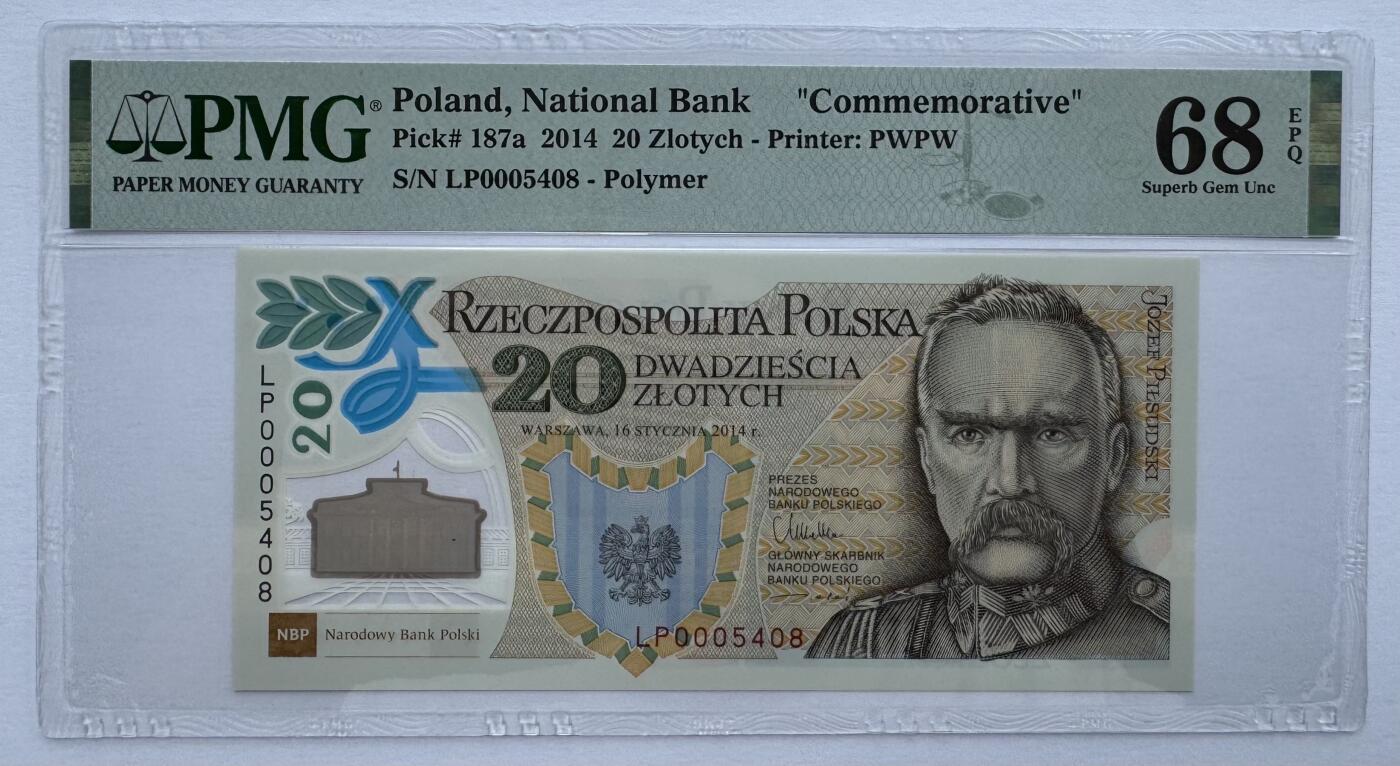 PMG®
PAPER MONEY GUARANTY
Poland, National Bank "Commemorative"
Pick# 187a 2014 20 Zlotych - Printer: PWPW
S/N LP0005408 - Polymer
68
EPQ
Superb Gem Unc
RZECZPOSPOLITA POLSKA
20 DWADZIEŚCIA
ZŁOTYCH
WARSZAWA, 16 STYCZNIA 2014 r.
JÓZEF PIŁSUDSKI
LP0005408
20
PREZES
NARODOWEGO
BANKU POLSKIEGO
GŁÓWNY SKARBNIK
NARODOWEGO
BANKU POLSKIEGO
NBP Narodowy Bank Polski
LP0005408
PMG